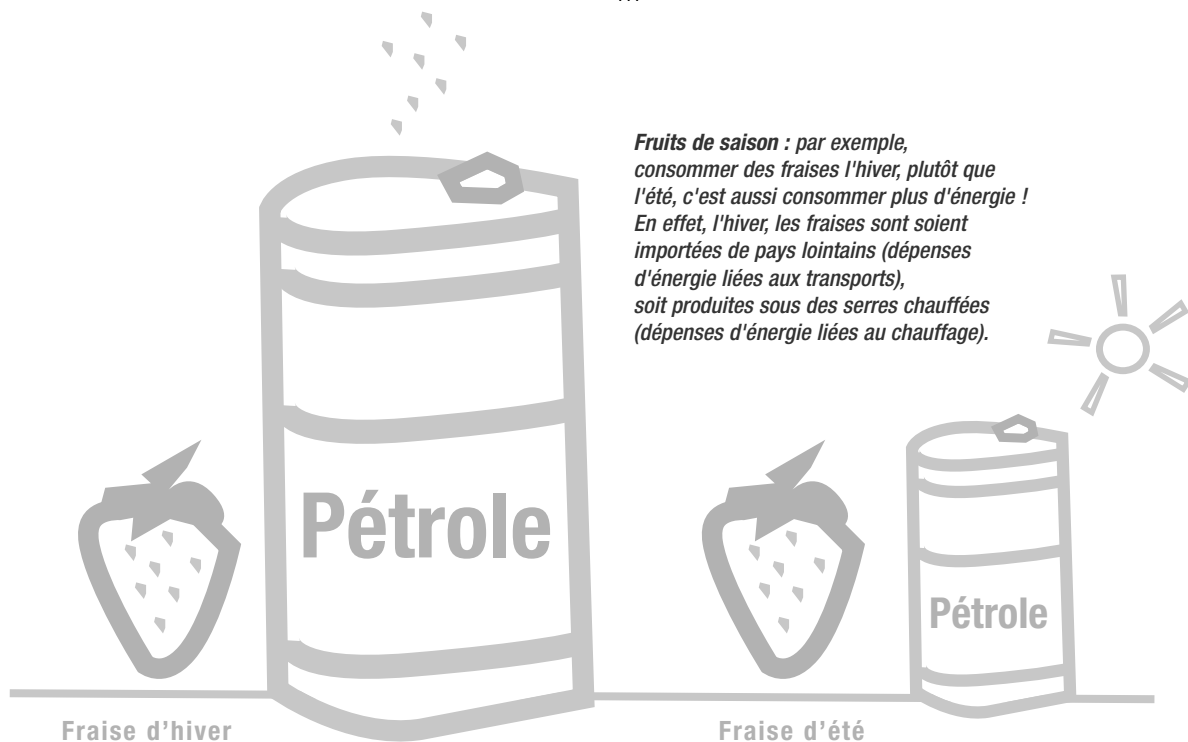 ...
Fruits de saison : par exemple,
consommer des fraises l'hiver, plutôt que
l'été, c'est aussi consommer plus d'énergie !
En effet, l'hiver, les fraises sont soient
importées de pays lointains (dépenses
d'énergie liées aux transports),
soit produites sous des serres chauffées
(dépenses d'énergie liées au chauffage).
Pétrole
Pétrole
Fraise d'hiver
Fraise d'été